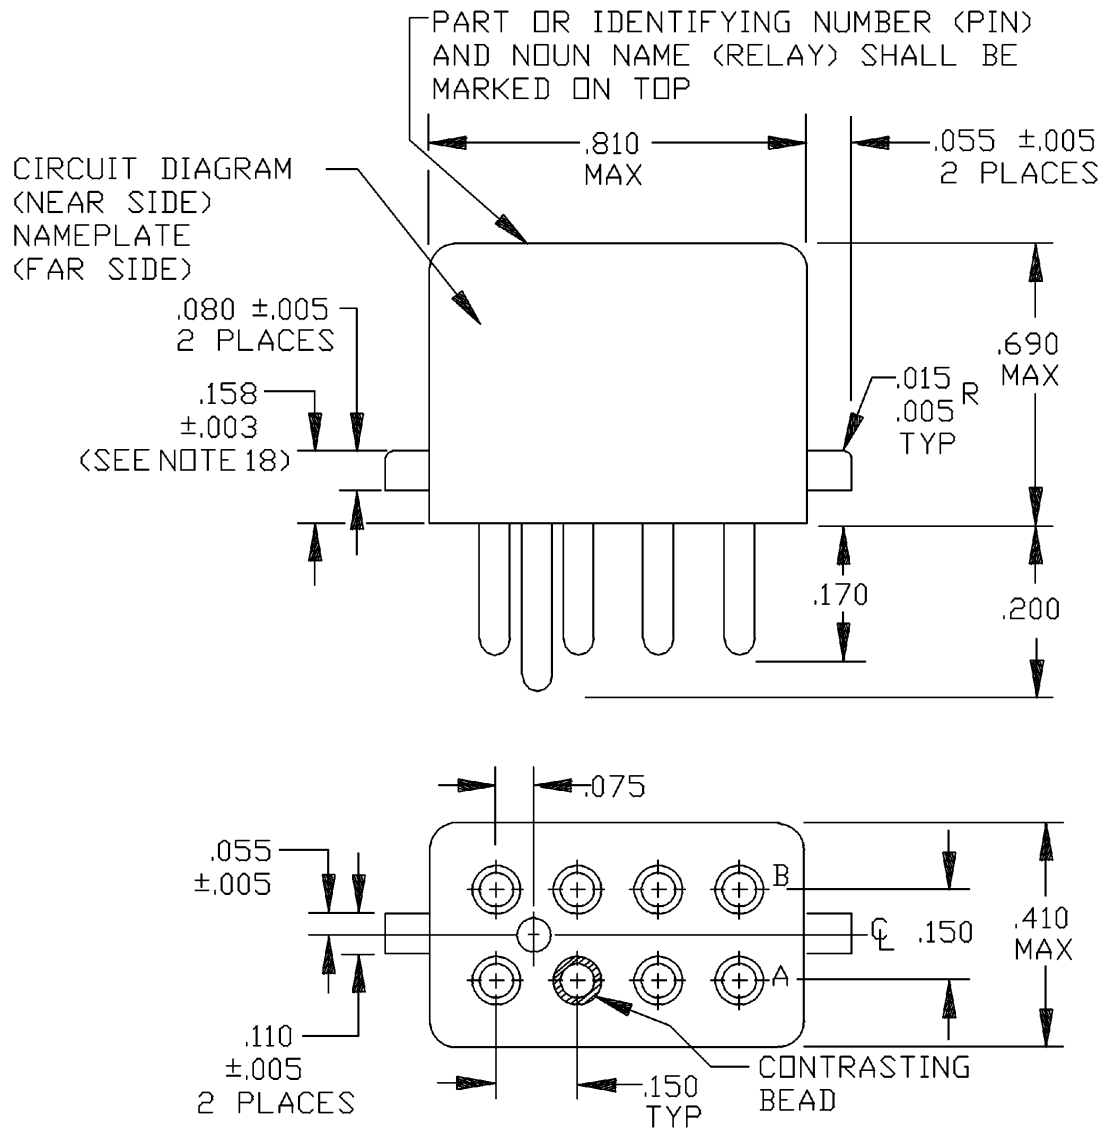 PART OR IDENTIFYING NUMBER (PIN)
AND NOUN NAME (RELAY) SHALL BE
MARKED ON TOP
.810
MAX
.055 ±.005
2 PLACES
CIRCUIT DIAGRAM
(NEAR SIDE)
NAMEPLATE
(FAR SIDE)
.080 ±.005
2 PLACES
.158
±.003
(SEE NOTE 18)
.690
MAX
.015 R
.005
TYP
.170
.200
.075
.055
±.005
B
℄
.150
.410
MAX
A
.110
±.005
2 PLACES
.150
TYP
CONTRASTING
BEAD